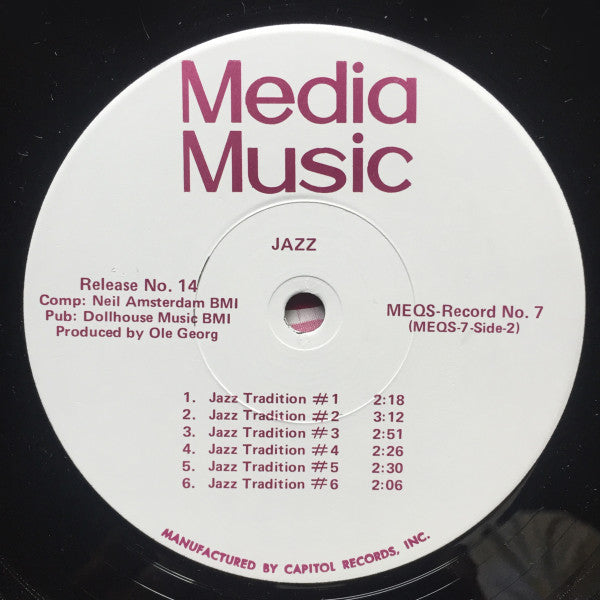 Media
Music
JAZZ
Release No. 14
Comp: Neil Amsterdam BMI
Pub: Dollhouse Music BMI
Produced by Ole Georg
MEQS-Record No. 7
(MEQS-7-Side-2)
1. Jazz Tradition #1 2:18
2. Jazz Tradition #2 3:12
3. Jazz Tradition #3 2:51
4. Jazz Tradition #4 2:26
5. Jazz Tradition #5 2:30
6. Jazz Tradition #6 2:06
MANUFACTURED BY CAPITOL RECORDS, INC.